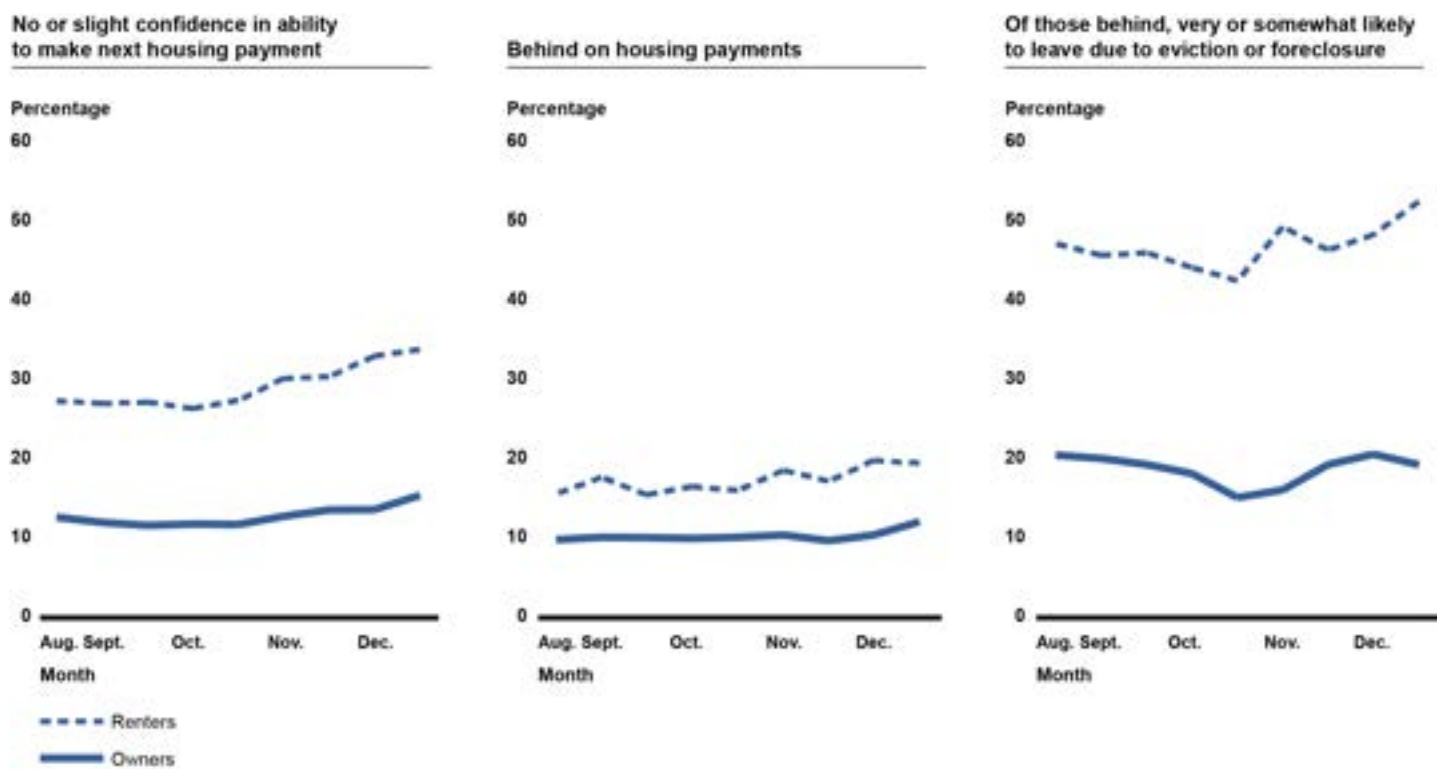 No or slight confidence in ability
to make next housing payment
Percentage
60
50
40
30
20
10
0
Aug. Sept. Oct. Nov. Dec.
Month
Renters
Owners
Behind on housing payments
Percentage
60
50
40
30
20
10
0
Aug. Sept. Oct. Nov. Dec.
Month
Of those behind, very or somewhat likely
to leave due to eviction or foreclosure
Percentage
60
50
40
30
20
10
0
Aug. Sept. Oct. Nov. Dec.
Month